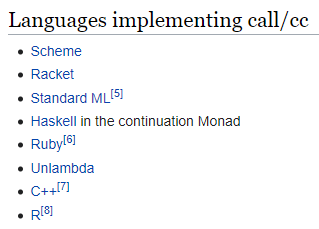 Languages implementing call/cc
Scheme
Racket
Standard ML[5]
Haskell in the continuation Monad
Ruby[6]
Unlambda
C++[7]
R[8]